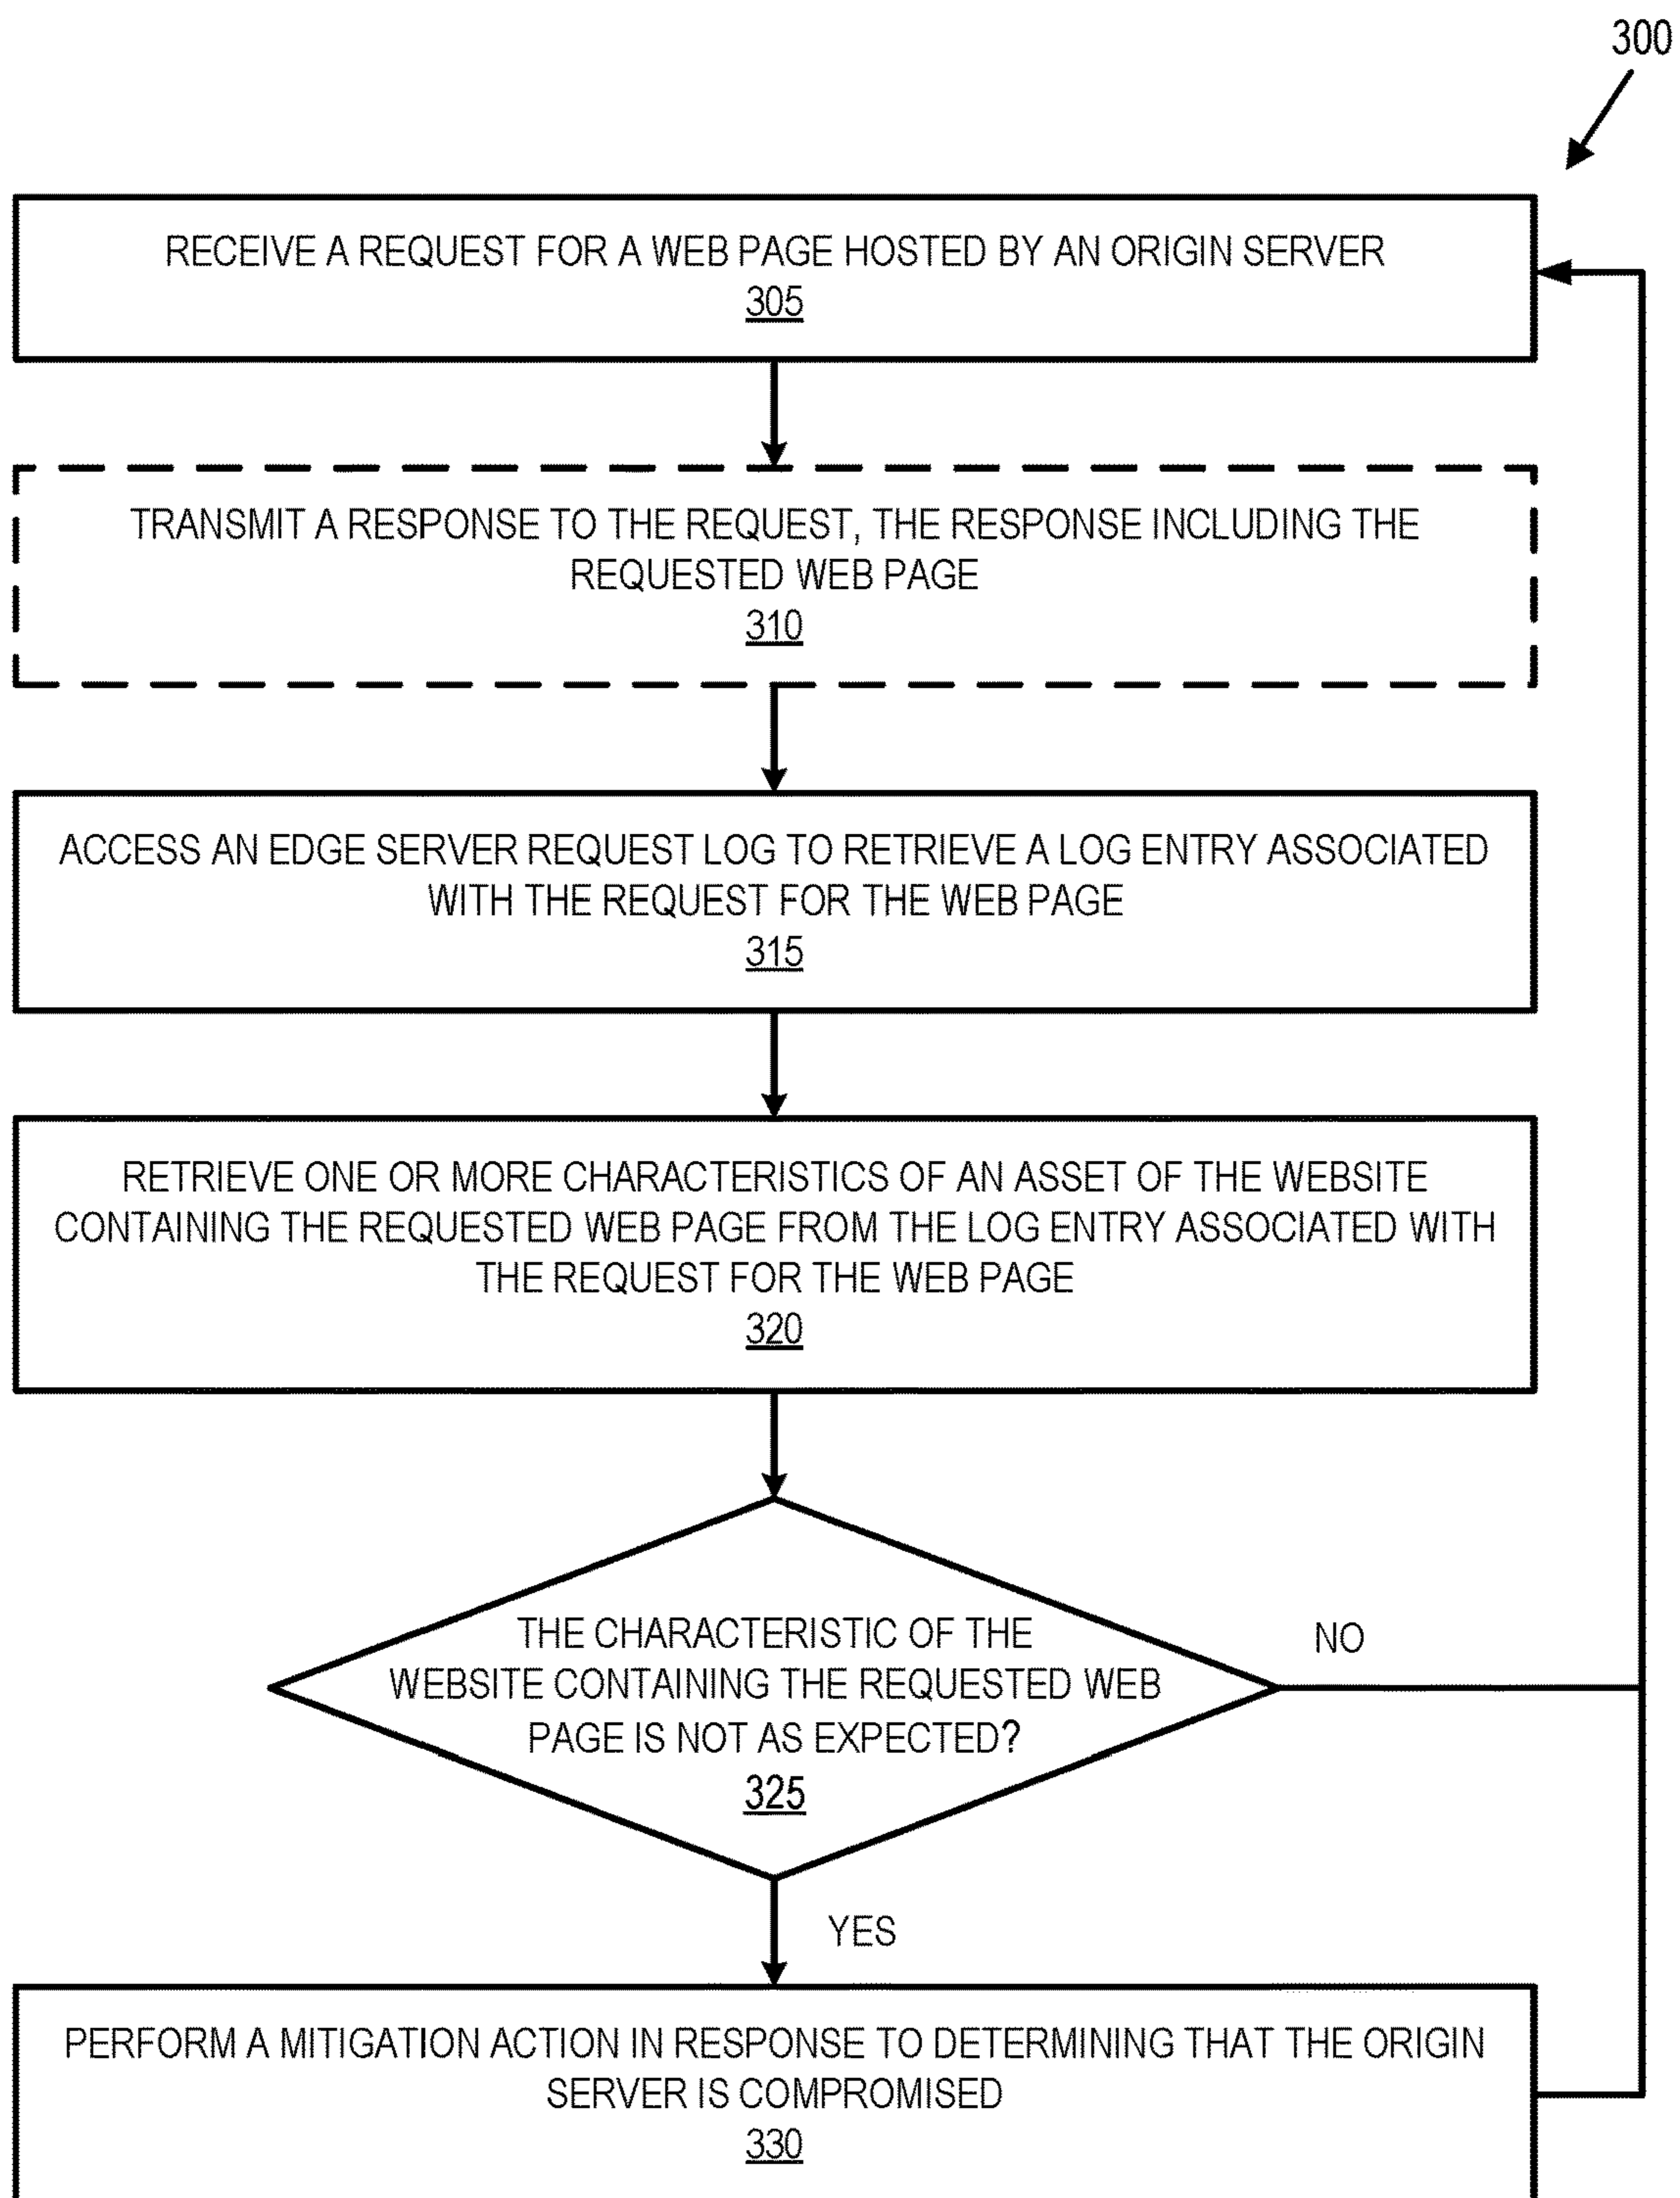 300
RECEIVE A REQUEST FOR A WEB PAGE HOSTED BY AN ORIGIN SERVER
305
TRANSMIT A RESPONSE TO THE REQUEST, THE RESPONSE INCLUDING THE
REQUESTED WEB PAGE
310
ACCESS AN EDGE SERVER REQUEST LOG TO RETRIEVE A LOG ENTRY ASSOCIATED
WITH THE REQUEST FOR THE WEB PAGE
315
RETRIEVE ONE OR MORE CHARACTERISTICS OF AN ASSET OF THE WEBSITE
CONTAINING THE REQUESTED WEB PAGE FROM THE LOG ENTRY ASSOCIATED WITH
THE REQUEST FOR THE WEB PAGE
320
THE CHARACTERISTIC OF THE
WEBSITE CONTAINING THE REQUESTED WEB
PAGE IS NOT AS EXPECTED?
325
NO
YES
PERFORM A MITIGATION ACTION IN RESPONSE TO DETERMINING THAT THE ORIGIN
SERVER IS COMPROMISED
330